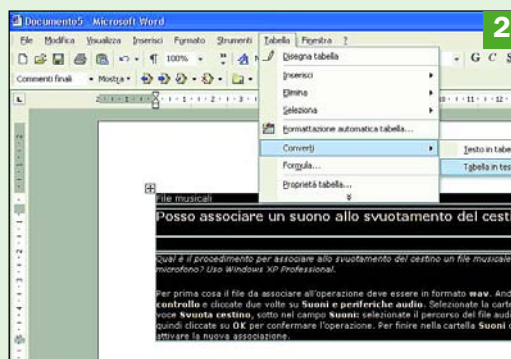 Documento5 - Microsoft Word
2
File Modifica Visualizza Inserisci Formato Strumenti Tabella Finestra ?
100%
G C S
Commenti finali Mostra
Disegna tabella
Inserisci
Elimina
Seleziona
Formattazione automatica tabella...
Converti
Formula...
Proprietà tabella...
Testo in tabe
Tabella in tes
File musicali
Posso associare un suono allo svuotamento del cesti
Qual è il procedimento per associare allo svuotamento del cestino un file musicale
microfono? Uso Windows XP Professional.
Per prima cosa il file da associare all'operazione deve essere in formato wav. And
controllo e cliccate due volte su Suoni e periferiche audio. Selezionate la carte
voce Svuota cestino, sotto nel campo Suoni: selezionate il percorso del file audi
quindi cliccate su OK per confermare l'operazione. Per finire nella cartella Suoni
attivare la nuova associazione.